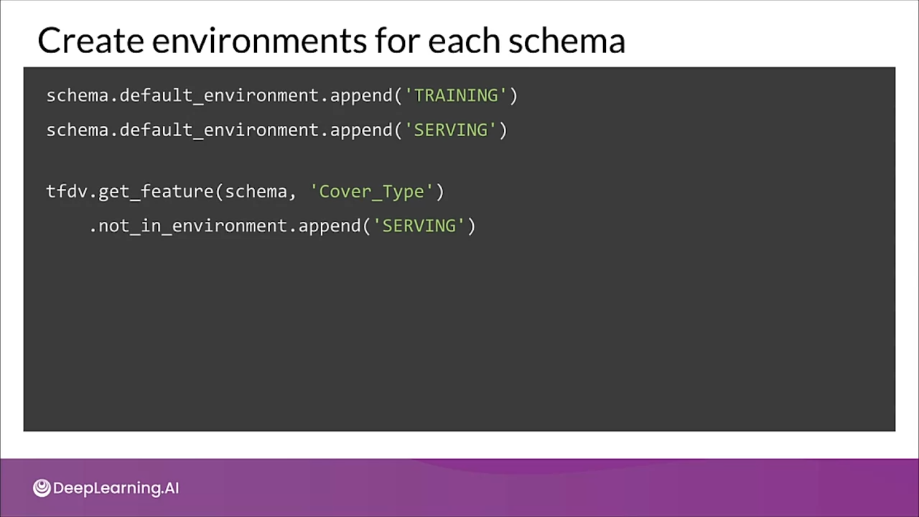 Create environments for each schema
schema.default_environment.append('TRAINING')
schema.default_environment.append('SERVING')
tfdv.get_feature(schema, 'Cover_Type')
.not_in_environment.append('SERVING')
DeepLearning.AI